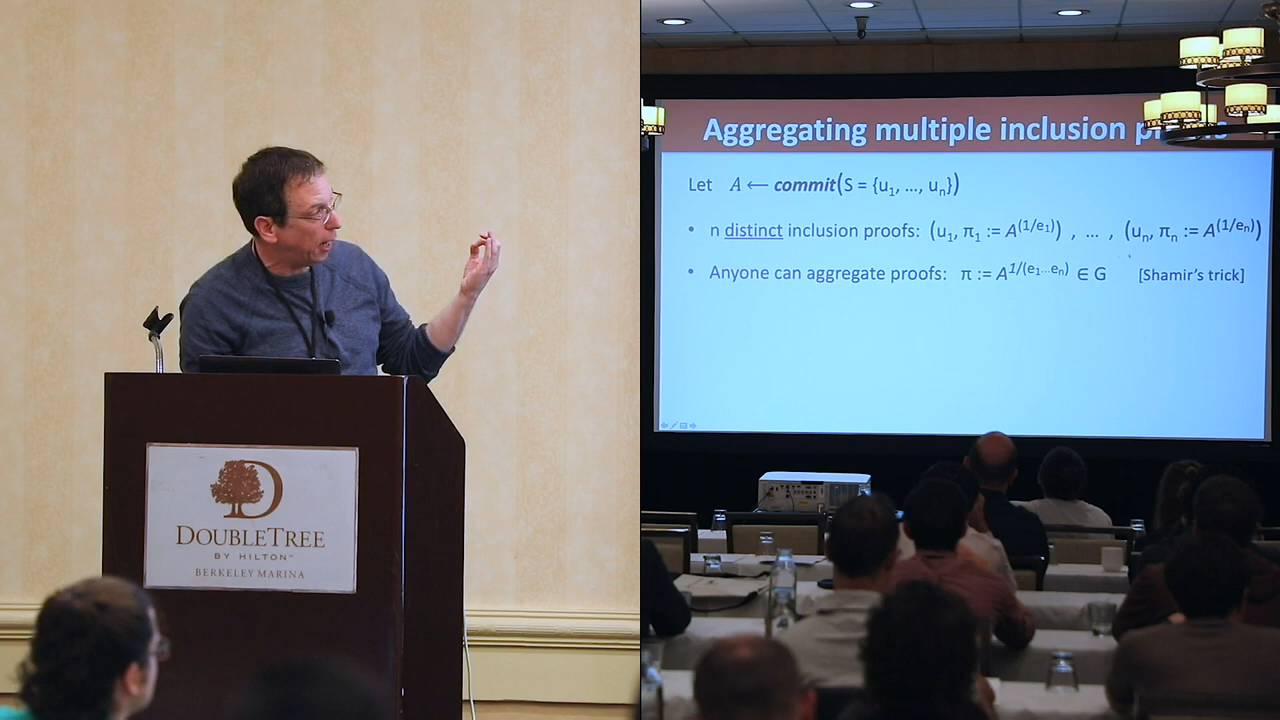 DOUBLETREE
BY HILTON™
BERKELEY MARINA
Aggregating multiple inclusion
Let A ⟵ commit(S = {u₁, …, uₙ})
• n distinct inclusion proofs: (u₁, π₁ := A^(1/e₁)) , … , (uₙ, πₙ := A^(1/eₙ))
• Anyone can aggregate proofs: π := A^1/(e₁…eₙ) ∈ G [Shamir's trick]